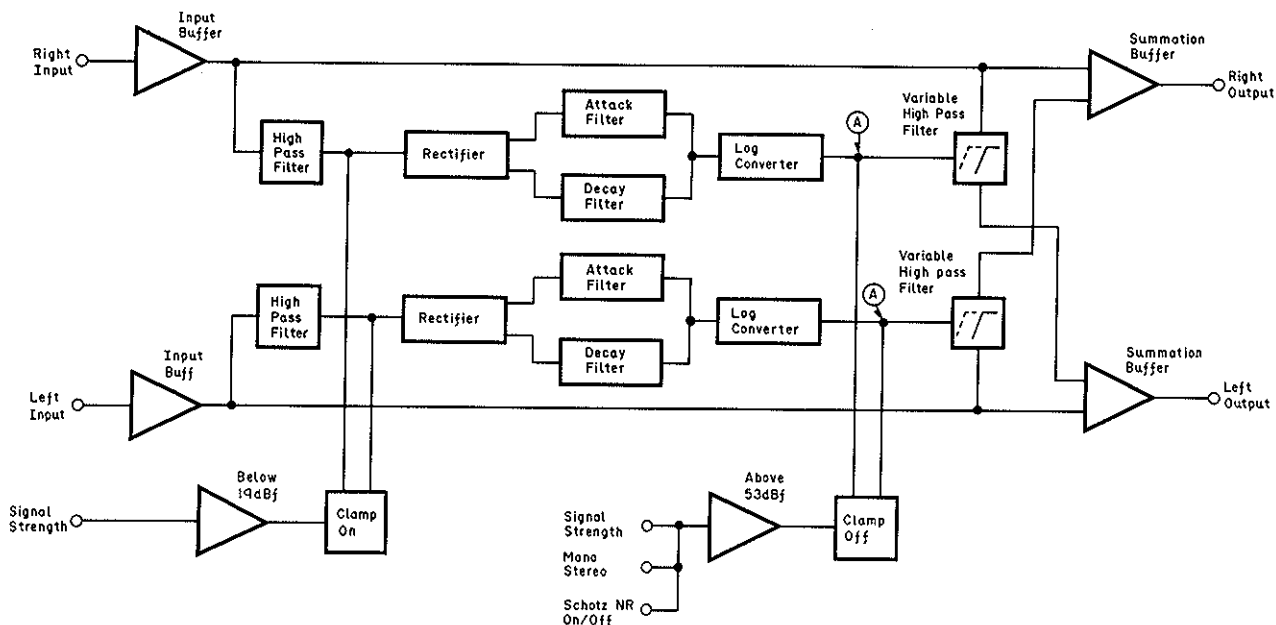 Input
Buffer
Right
Input
Summation
Buffer
Right
Output
Attack
Filter
Variable
High Pass
Filter
A
High
Pass
Filter
Rectifier
Log
Converter
Decay
Filter
Attack
Filter
Variable
High pass
Filter
A
High
Pass
Filter
Rectifier
Log
Converter
Decay
Filter
Input
Buff
Summation
Buffer
Left
Input
Left
Output
Below
19dBf
Above
53dBf
Signal
Strength
Clamp
On
Signal
Strength
Clamp
Off
Mono
Stereo
Schotz NR
On/Off